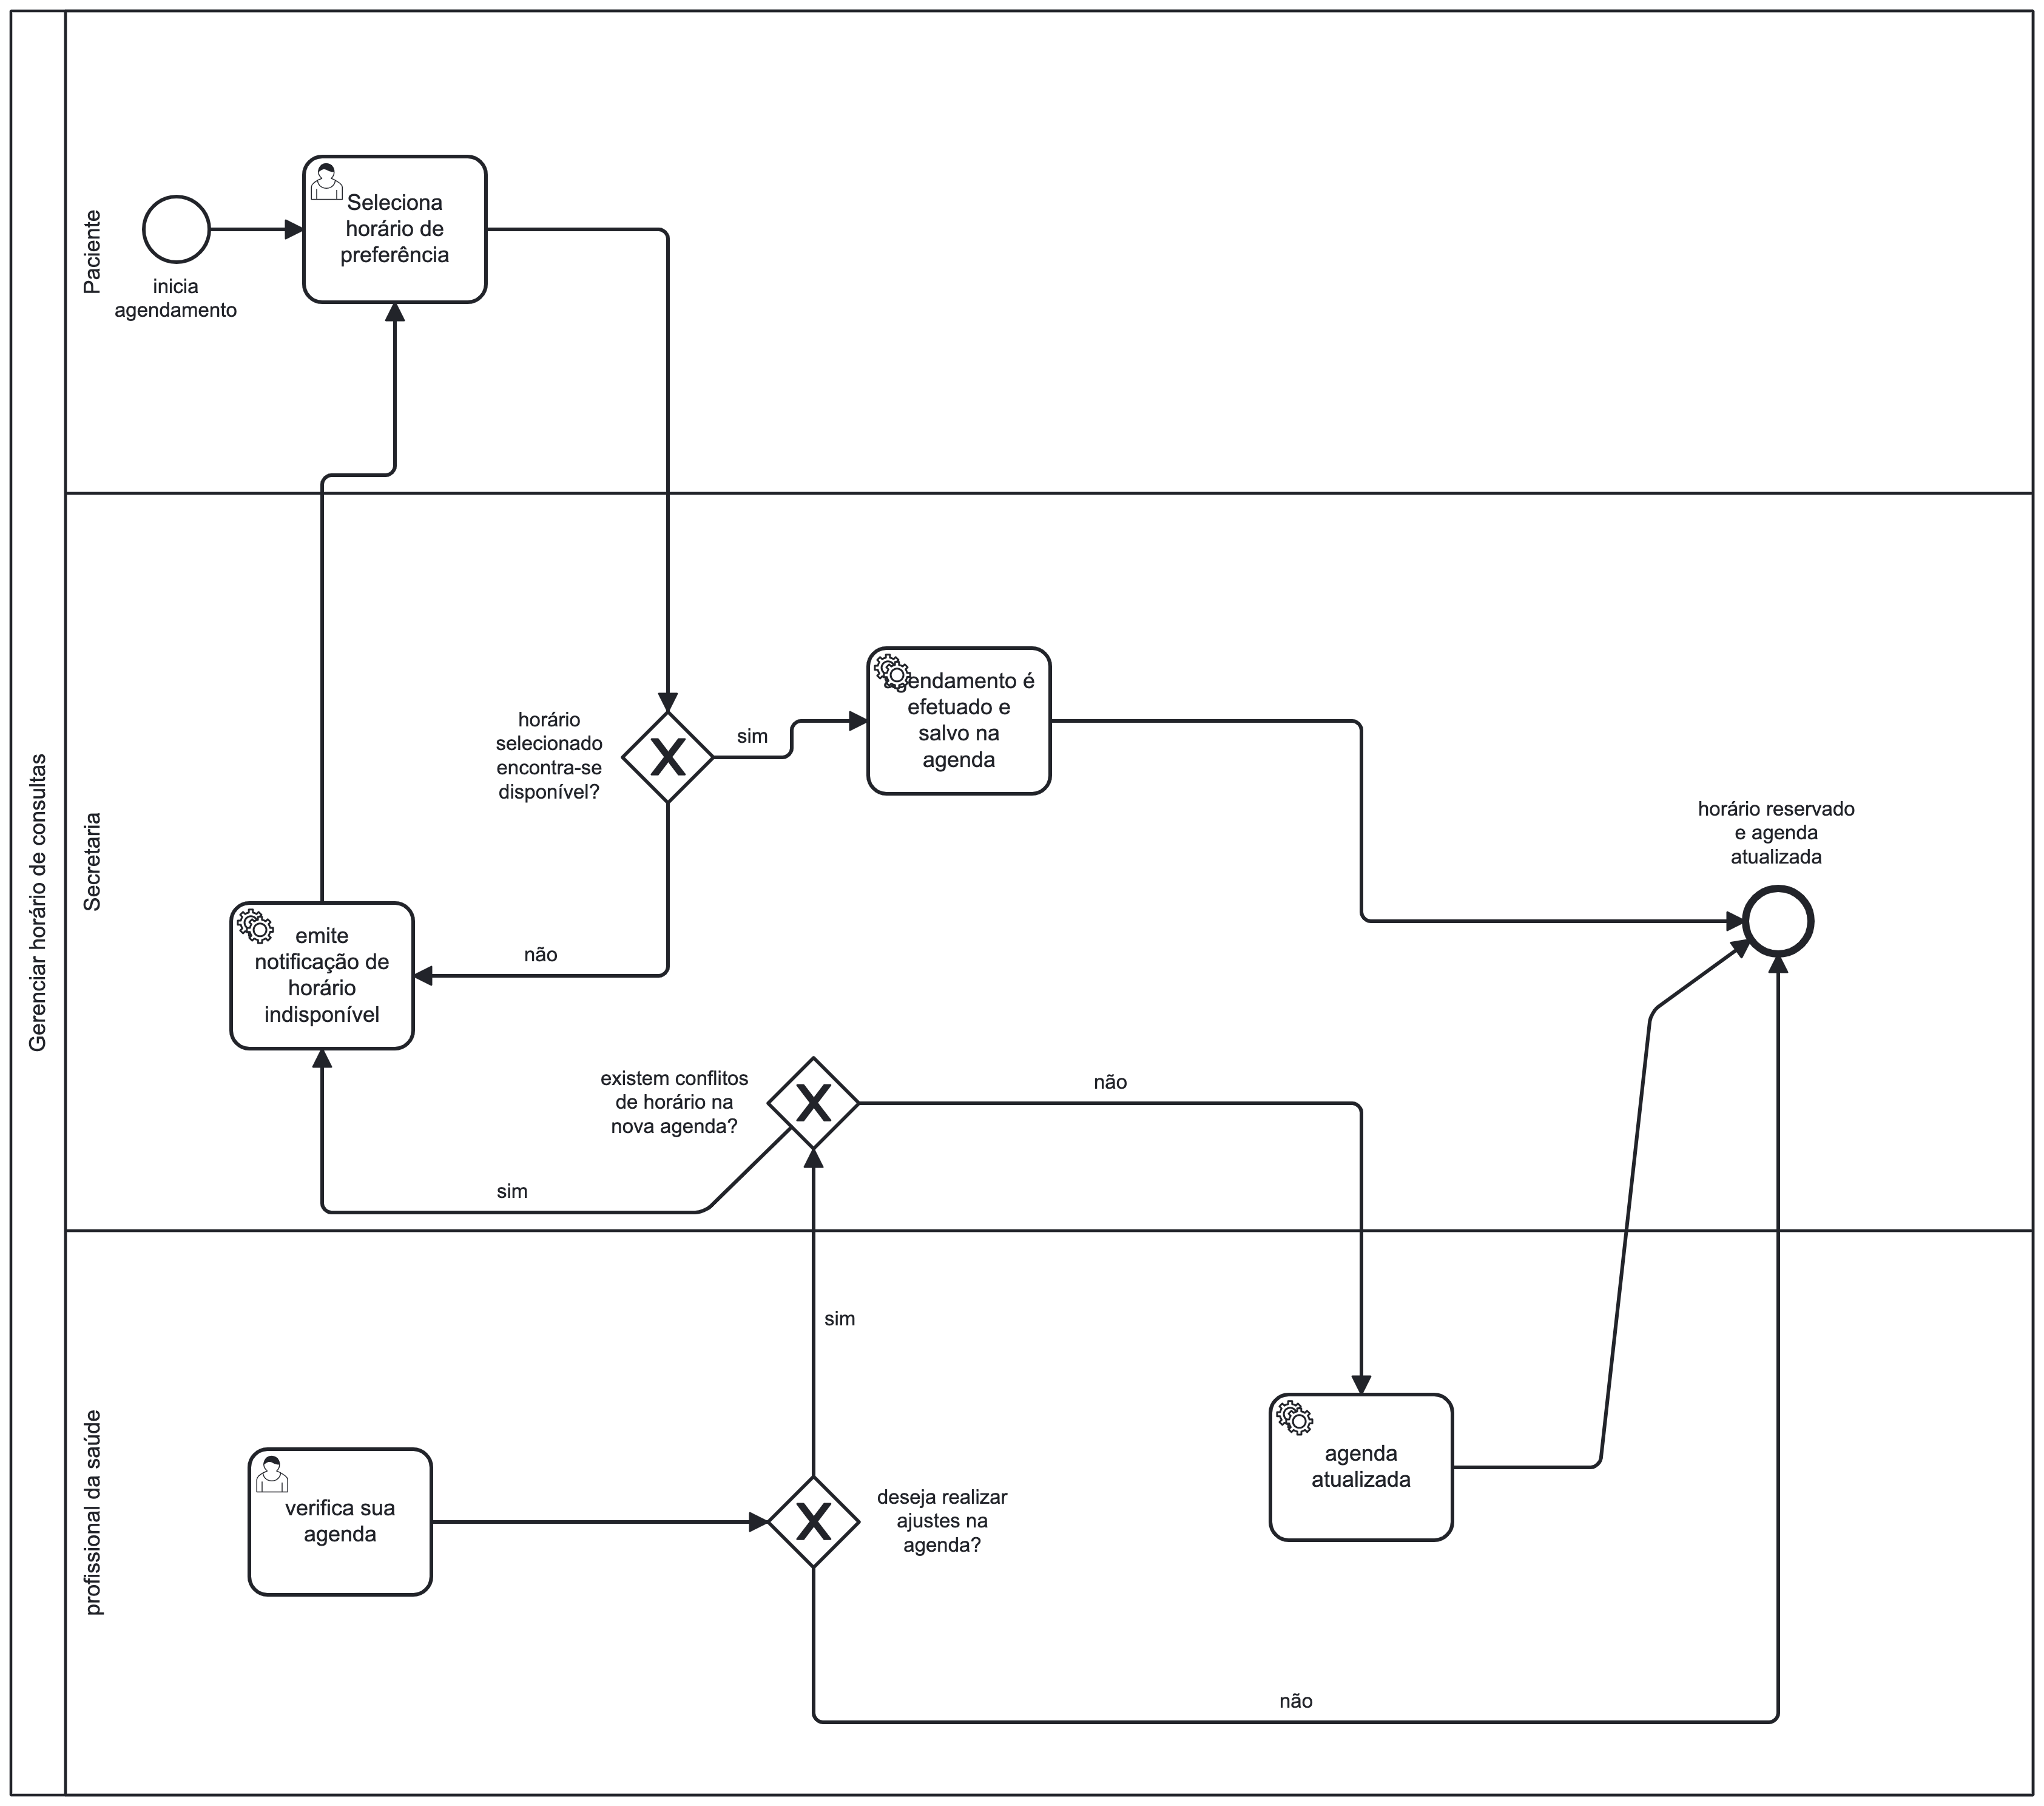 Gerenciar horário de consultas
Paciente
inicia
agendamento
Seleciona
horário de
preferência
Secretaria
horário
selecionado
encontra-se
disponível?
sim
endamento é
efetuado e
salvo na
agenda
horário reservado
e agenda
atualizada
não
emite
notificação de
horário
indisponível
existem conflitos
de horário na
nova agenda?
não
sim
profissional da saúde
sim
verifica sua
agenda
deseja realizar
ajustes na
agenda?
agenda
atualizada
não